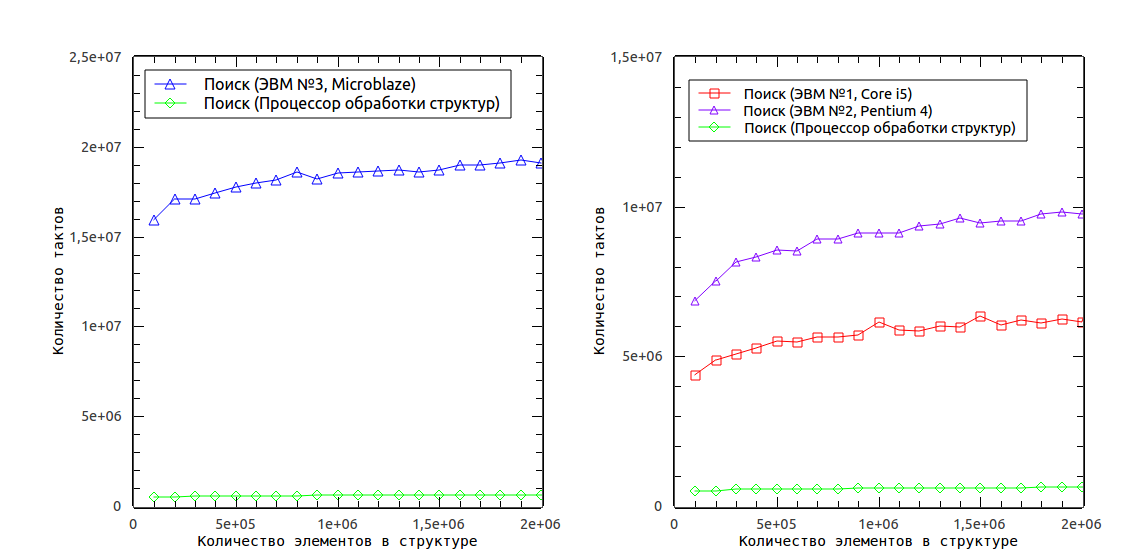 2,5e+07
2e+07
1,5e+07
1e+07
5e+06
0
Количество тактов
Поиск (ЭВМ №3, Microblaze)
Поиск (Процессор обработки структур)
0
5e+05
1e+06
1,5e+06
2e+06
Количество элементов в структуре
1,5e+07
1e+07
5e+06
0
Количество тактов
Поиск (ЭВМ №1, Core i5)
Поиск (ЭВМ №2, Pentium 4)
Поиск (Процессор обработки структур)
0
5e+05
1e+06
1,5e+06
2e+06
Количество элементов в структуре